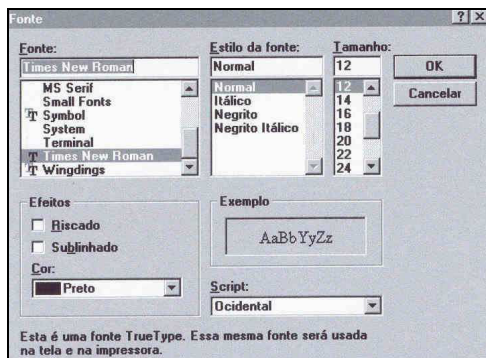 Fonte
Fonte:
Times New Roman
MS Serif
Small Fonts
Symbol
System
Terminal
Times New Roman
Wingdings
Estilo da fonte:
Normal
Normal
Itálico
Negrito
Negrito Itálico
Tamanho:
12
12
14
16
18
20
22
24
OK
Cancelar
Efeitos
Riscado
Sublinhado
Cor:
Preto
Exemplo
AaBbYyZz
Script:
Ocidental
Esta é uma fonte TrueType. Essa mesma fonte será usada
na tela e na impressora.